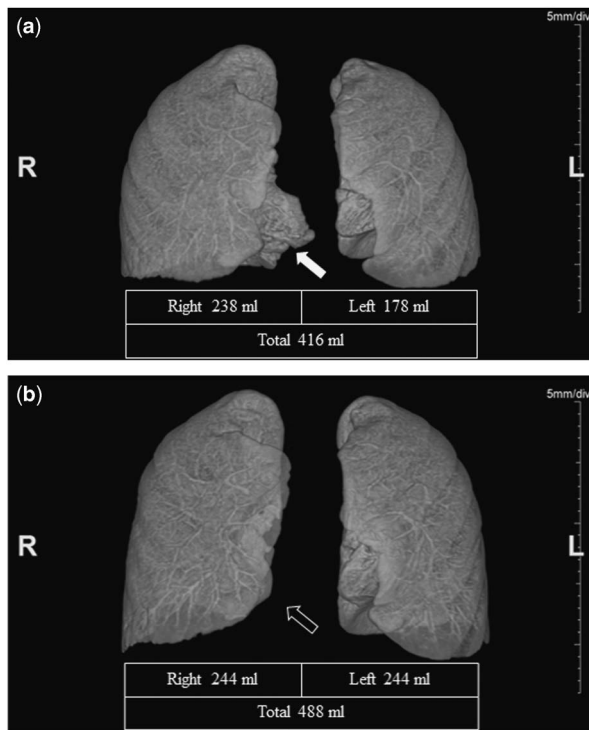 (a)
5mm/div
R
L
Right 238 ml
Left 178 ml
Total 416 ml
(b)
5mm/div
R
L
Right 244 ml
Left 244 ml
Total 488 ml